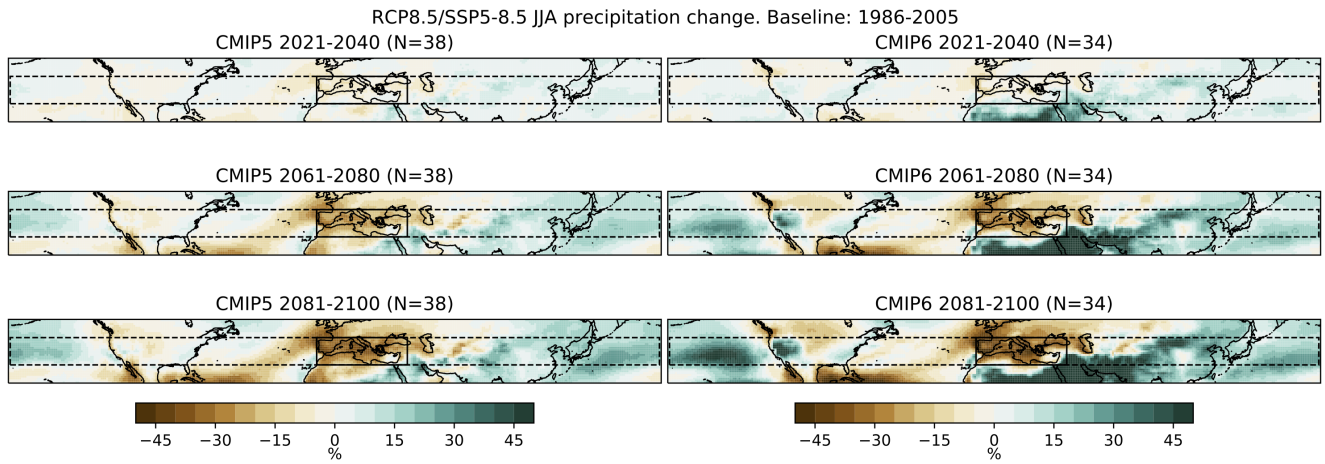 RCP8.5/SSP5-8.5 JJA precipitation change. Baseline: 1986-2005
CMIP5 2021-2040 (N=38)
CMIP6 2021-2040 (N=34)
CMIP5 2061-2080 (N=38)
CMIP6 2061-2080 (N=34)
CMIP5 2081-2100 (N=38)
CMIP6 2081-2100 (N=34)
−45 −30 −15 0 15 30 45
%
−45 −30 −15 0 15 30 45
%